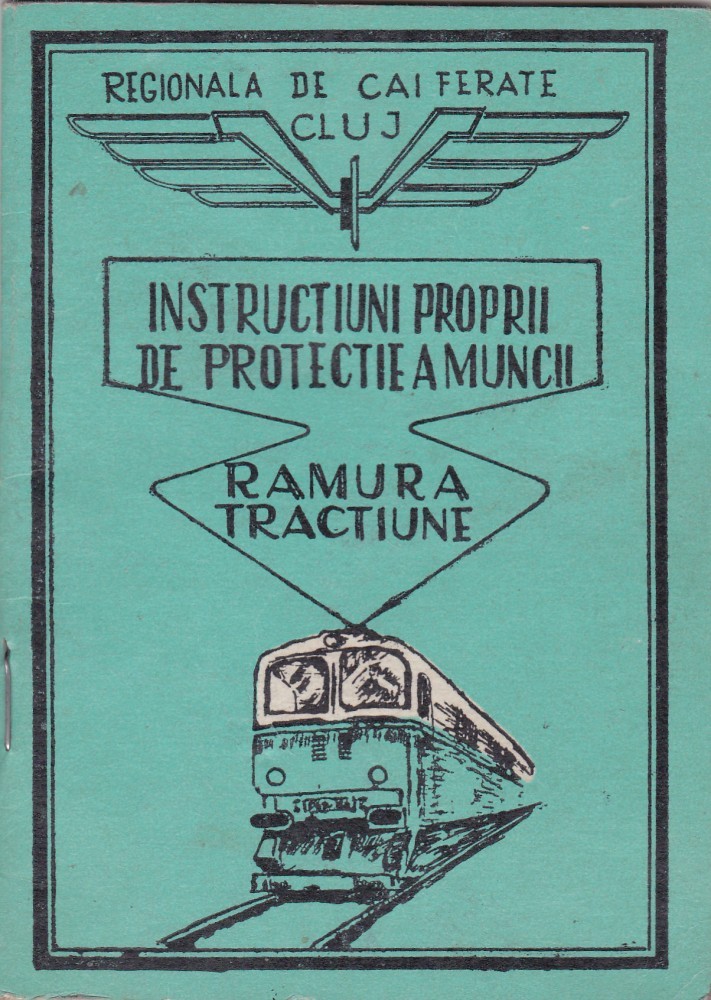 REGIONALA DE CAI FERATE
CLUJ
INSTRUCTIUNI PROPRII
DE PROTECTIE A MUNCII
RAMURA
TRACTIUNE